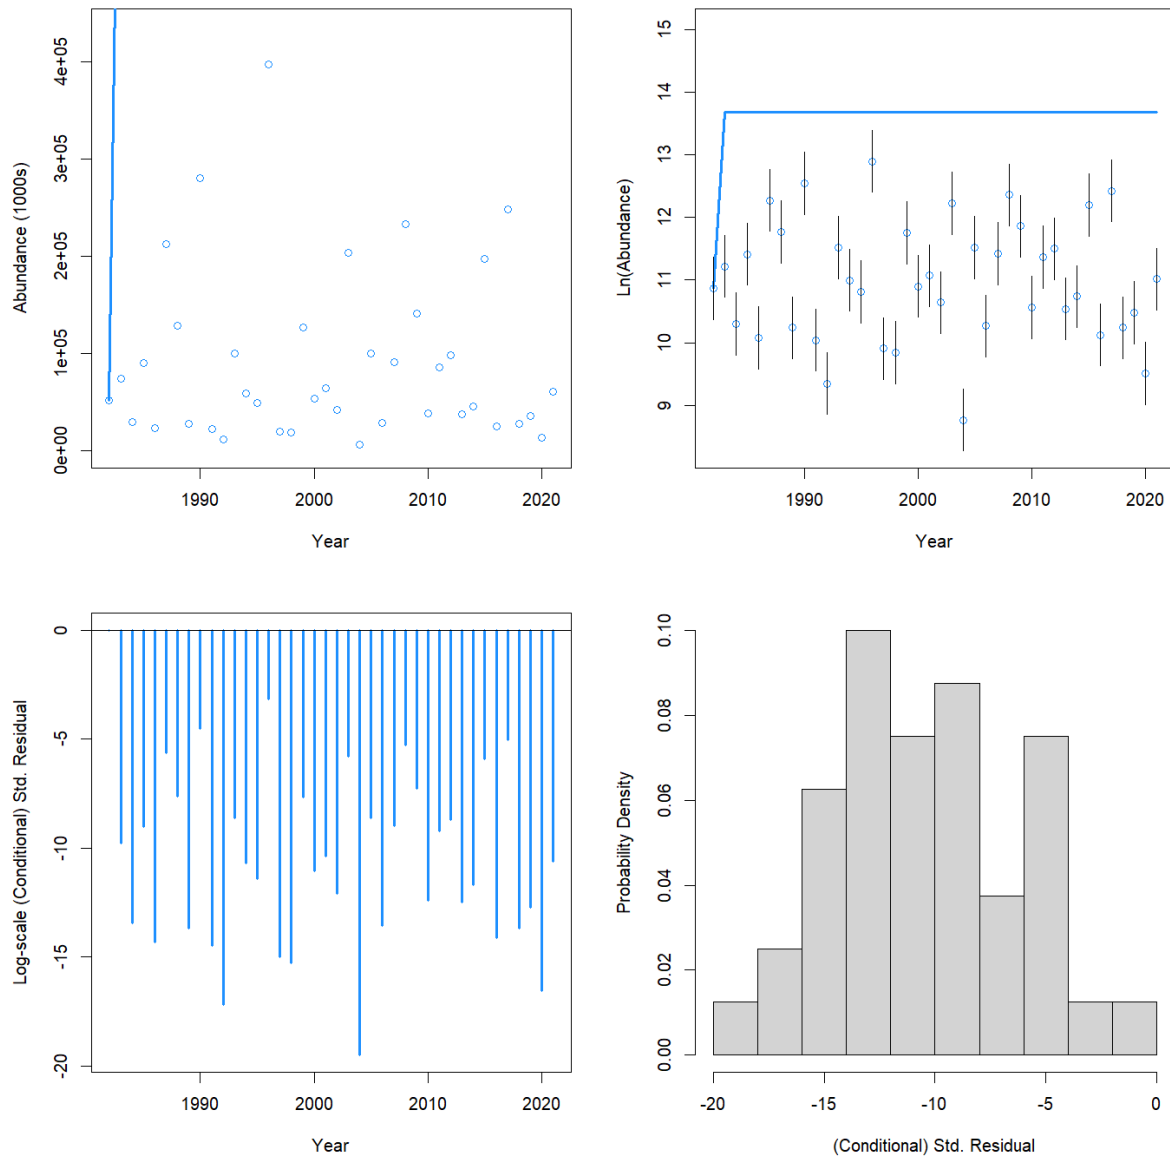 Abundance (1000s)
4e+05
3e+05
2e+05
1e+05
0e+00
1990 2000 2010 2020
Year
Ln(Abundance)
15
14
13
12
11
10
9
1990 2000 2010 2020
Year
Log-scale (Conditional) Std. Residual
0
-5
-10
-15
-20
1990 2000 2010 2020
Year
Probability Density
0.10
0.08
0.06
0.04
0.02
0.00
-20 -15 -10 -5 0
(Conditional) Std. Residual